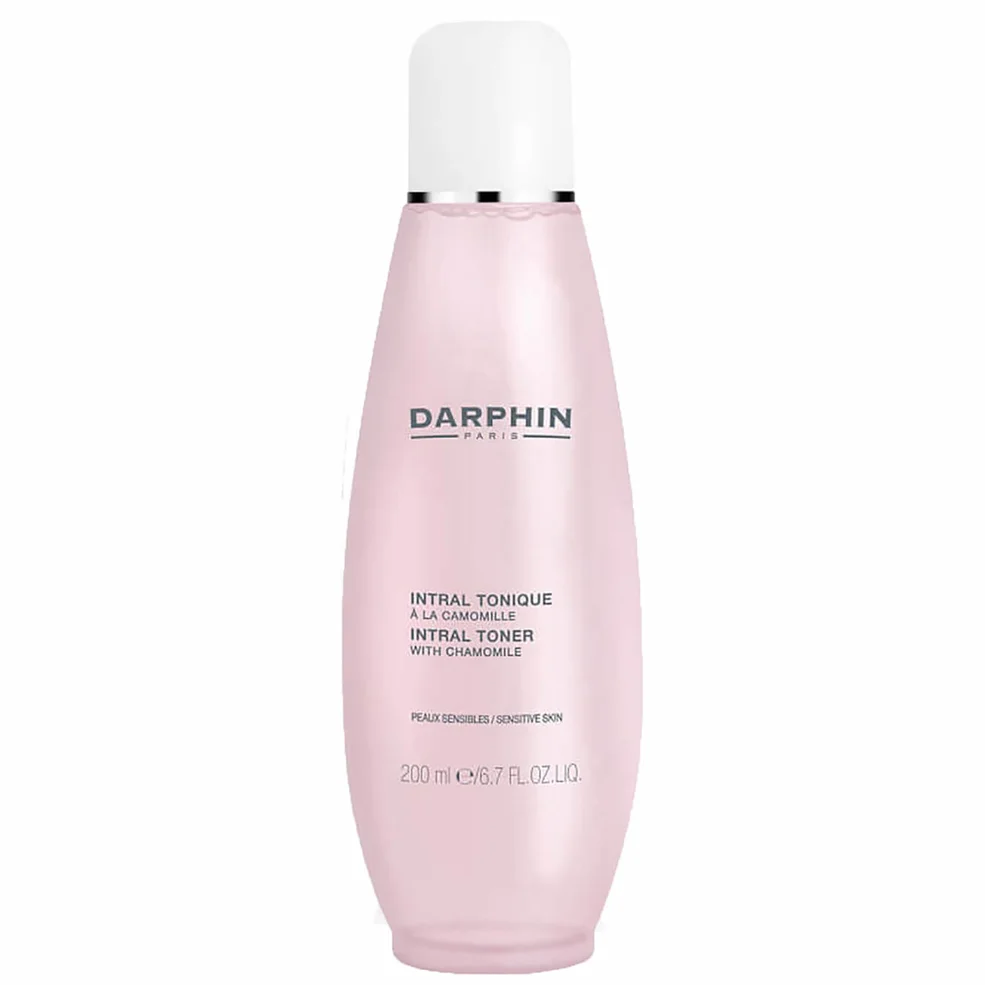 DARPHIN
PARIS
INTRAL TONIQUE
À LA CAMOMILLE
INTRAL TONER
WITH CHAMOMILE
PEAUX SENSIBLES / SENSITIVE SKIN
200 ml ℮/6.7 FL.OZ.LIQ.